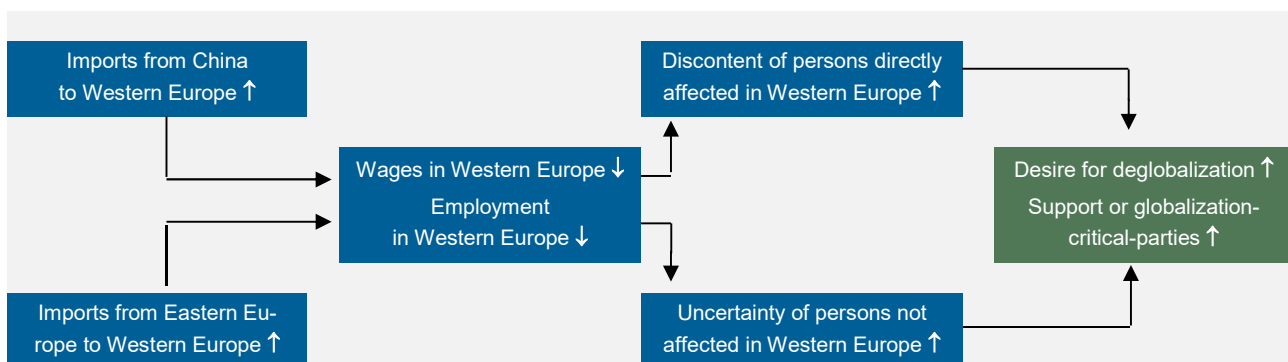 Imports from China
to Western Europe ↑
Discontent of persons directly
affected in Western Europe ↑
Wages in Western Europe ↓
Employment
in Western Europe ↓
Desire for deglobalization ↑
Support or globalization-
critical-parties ↑
Imports from Eastern Eu-
rope to Western Europe ↑
Uncertainty of persons not
affected in Western Europe ↑